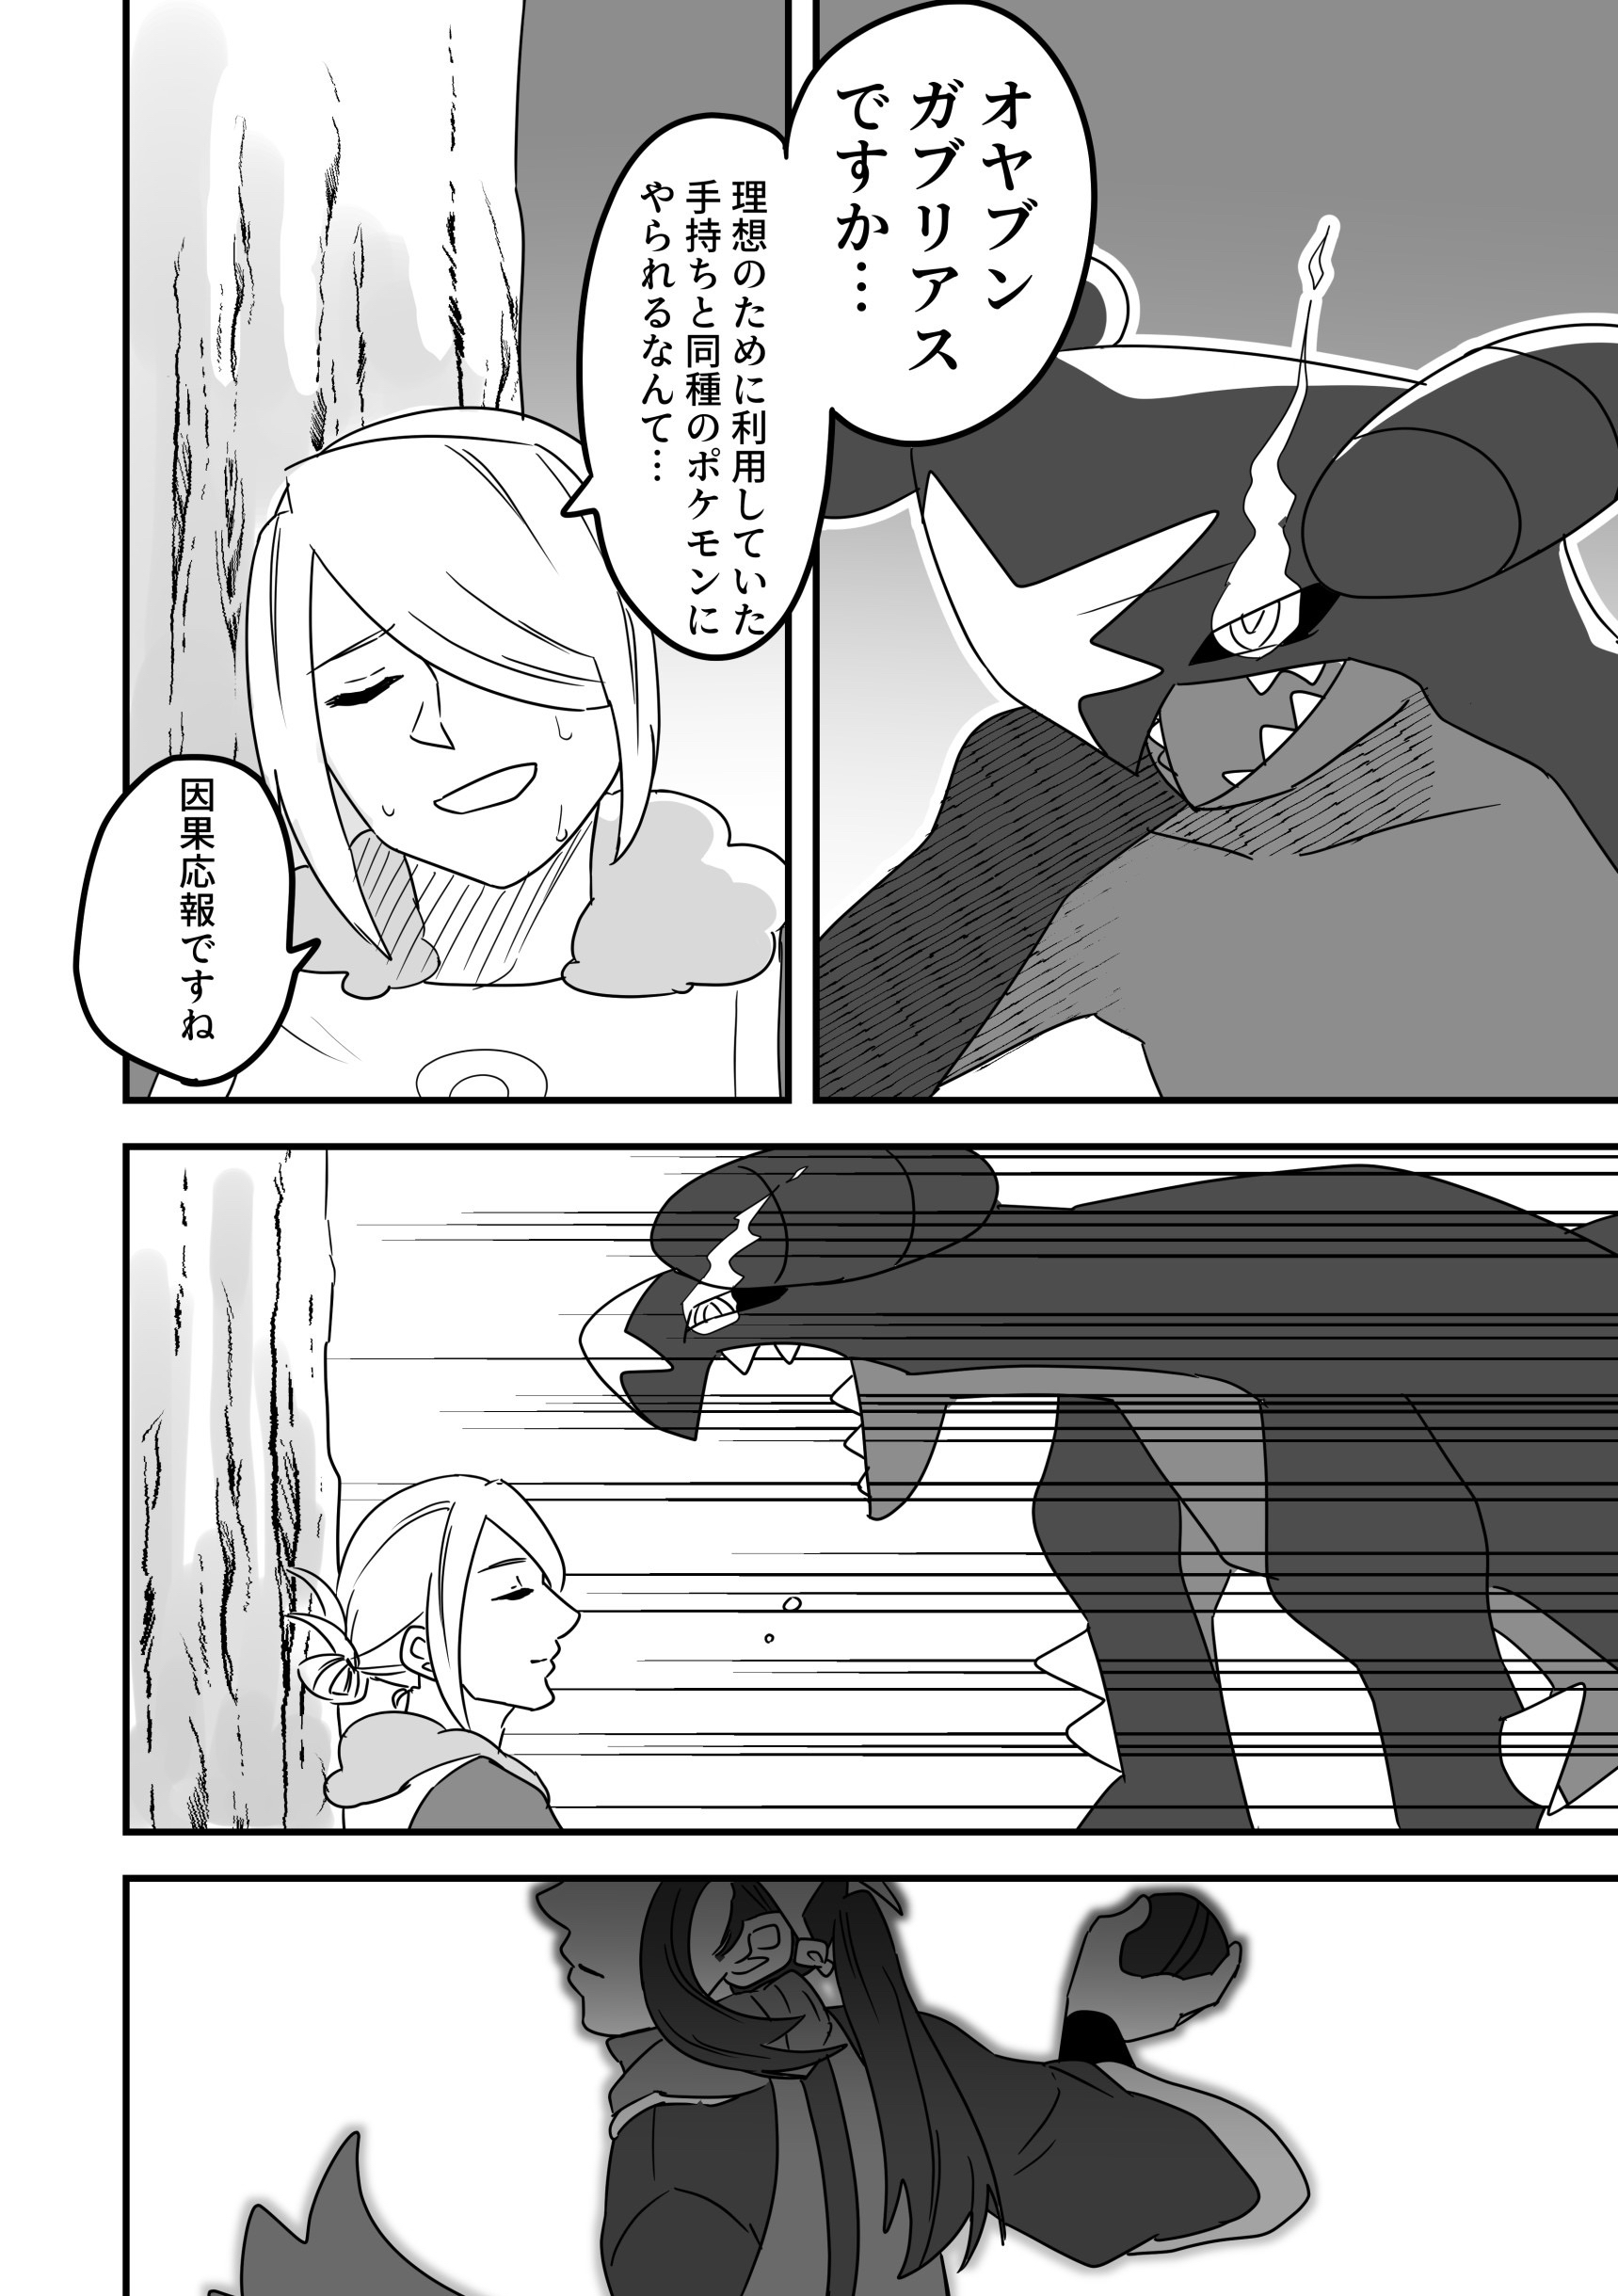 オヤブン
ガブリアス
ですか…
理想のために利用していた
手持ちと同種のポケモンに
やられるなんて…
因果応報ですね